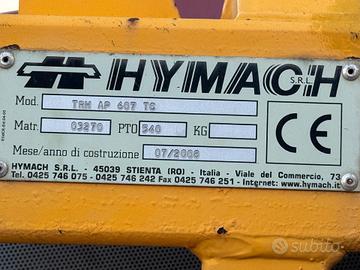 HYMACH S.R.L.
Mod. TRM AP 607 TG
Matr. 03270 PTO 540 KG
Mese/anno di costruzione 07/2008
CE
HYMACH S.R.L. - 45039 STIENTA (RO) - Italia - Viale del Commercio, 73
Tel. 0425 746 075 - 0425 746 242 Fax 0425 746 251 - Internet: www.hymach.it
subito